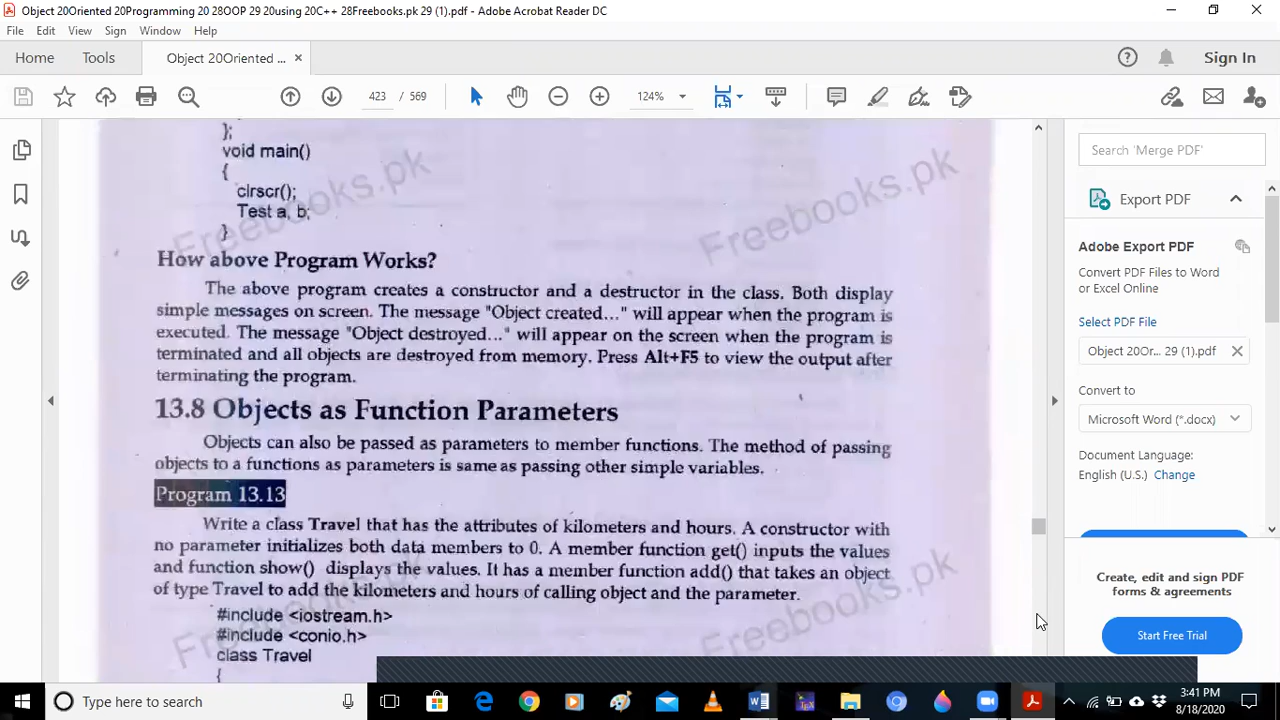 Object 20Oriented 20Programming 20 28OOP 29 20using 20C++ 28Freebooks.pk 29 (1).pdf - Adobe Acrobat Reader DC
File Edit View Sign Window Help
Home Tools Object 20Oriented ... × Sign In
423 / 569 124%
};
void main()
{
clrscr();
Test a, b;
}
How above Program Works?
The above program creates a constructor and a destructor in the class. Both display
simple messages on screen. The message "Object created..." will appear when the program is
executed. The message "Object destroyed..." will appear on the screen when the program is
terminated and all objects are destroyed from memory. Press Alt+F5 to view the output after
terminating the program.
13.8 Objects as Function Parameters
Objects can also be passed as parameters to member functions. The method of passing
objects to a functions as parameters is same as passing other simple variables.
Program 13.13
Write a class Travel that has the attributes of kilometers and hours. A constructor with
no parameter initializes both data members to 0. A member function get() inputs the values
and function show() displays the values. It has a member function add() that takes an object
of type Travel to add the kilometers and hours of calling object and the parameter.
#include <iostream.h>
#include <conio.h>
class Travel
{
Freebooks.pk
Freebooks.pk
Freebooks.pk
Freebooks.pk
Search 'Merge PDF'
Export PDF
Adobe Export PDF
Convert PDF Files to Word
or Excel Online
Select PDF File
Object 20Or... 29 (1).pdf
Convert to
Microsoft Word (*.docx)
Document Language:
English (U.S.) Change
Create, edit and sign PDF
forms & agreements
Start Free Trial
Type here to search
3:41 PM
8/18/2020